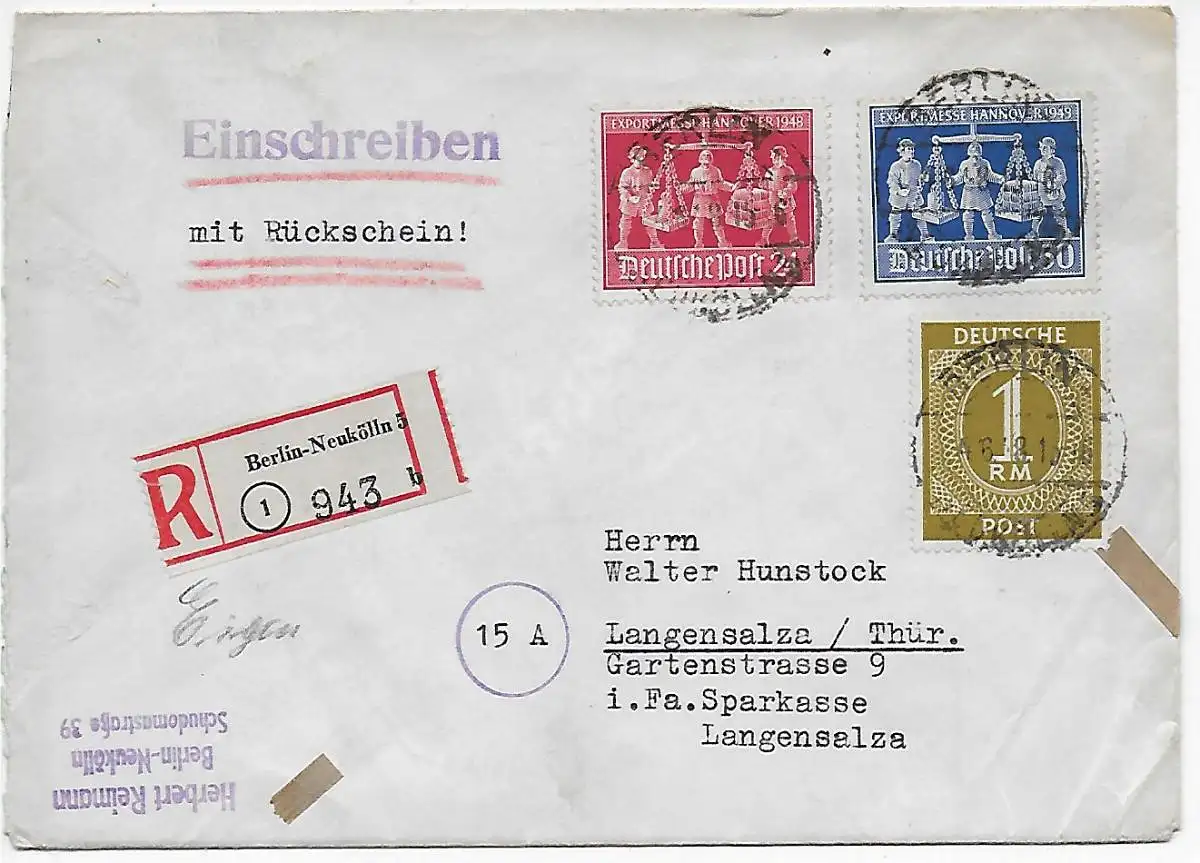 Einschreiben
mit Rückschein!
EXPORTMESSE HANNOVER 1948
Deutsche Post 24
EXPORTMESSE HANNOVER 1948
Deutsche Post 50
BERLIN
DEUTSCHE
1
RM
POST
BERLIN
R
Berlin-Neukölln 5
1 943 b
Eigen
15 A
Herrn
Walter Hunstock
Langensalza / Thür.
Gartenstrasse 9
i.Fa.Sparkasse
Langensalza
Herbert Reimann
Berlin-Neukölln
Schudomastraße 39